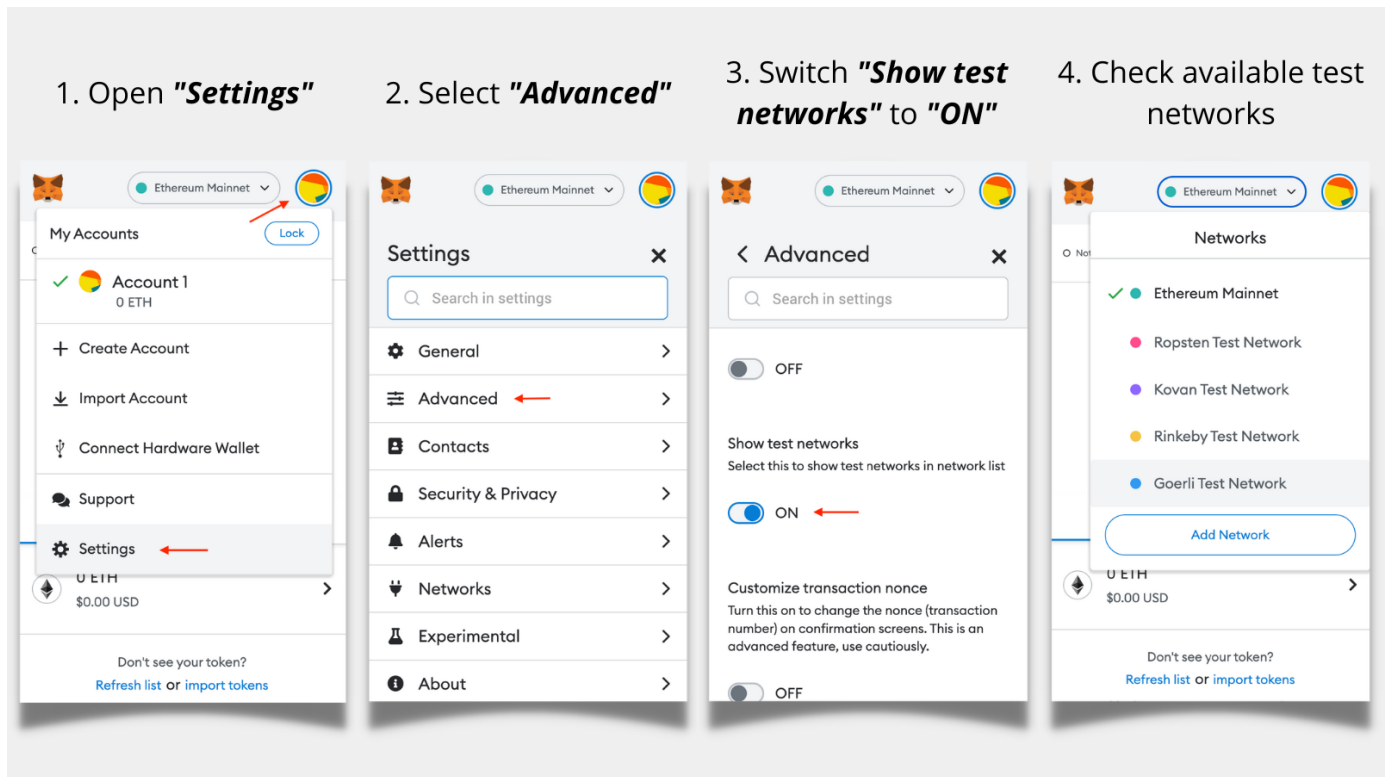 1. Open "Settings"
2. Select "Advanced"
3. Switch "Show test
networks" to "ON"
4. Check available test
networks
Ethereum Mainnet
My Accounts
Lock
Account 1
0 ETH
Create Account
Import Account
Connect Hardware Wallet
Support
Settings
0 ETH
$0.00 USD
Don't see your token?
Refresh list or import tokens
Ethereum Mainnet
Settings
Search in settings
General
Advanced
Contacts
Security & Privacy
Alerts
Networks
Experimental
About
Ethereum Mainnet
Advanced
Search in settings
OFF
Show test networks
Select this to show test networks in network list
ON
Customize transaction nonce
Turn this on to change the nonce (transaction
number) on confirmation screens. This is an
advanced feature, use cautiously.
OFF
Ethereum Mainnet
Networks
Not
Ethereum Mainnet
Ropsten Test Network
Kovan Test Network
Rinkeby Test Network
Goerli Test Network
Add Network
0 ETH
$0.00 USD
Don't see your token?
Refresh list or import tokens